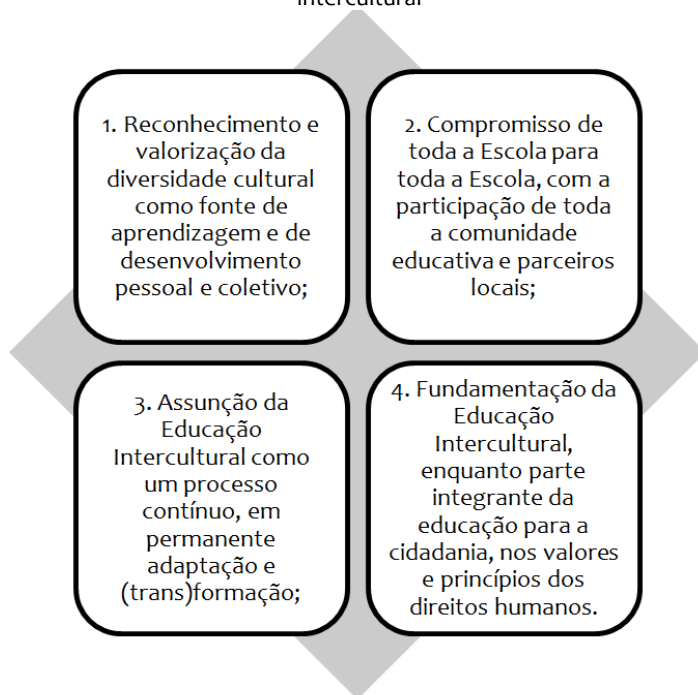 intercultural
1. Reconhecimento e
valorização da
diversidade cultural
como fonte de
aprendizagem e de
desenvolvimento
pessoal e coletivo;
2. Compromisso de
toda a Escola para
toda a Escola, com a
participação de toda
a comunidade
educativa e parceiros
locais;
3. Assunção da
Educação
Intercultural como
um processo
contínuo, em
permanente
adaptação e
(trans)formação;
4. Fundamentação da
Educação
Intercultural,
enquanto parte
integrante da
educação para a
cidadania, nos valores
e princípios dos
direitos humanos.